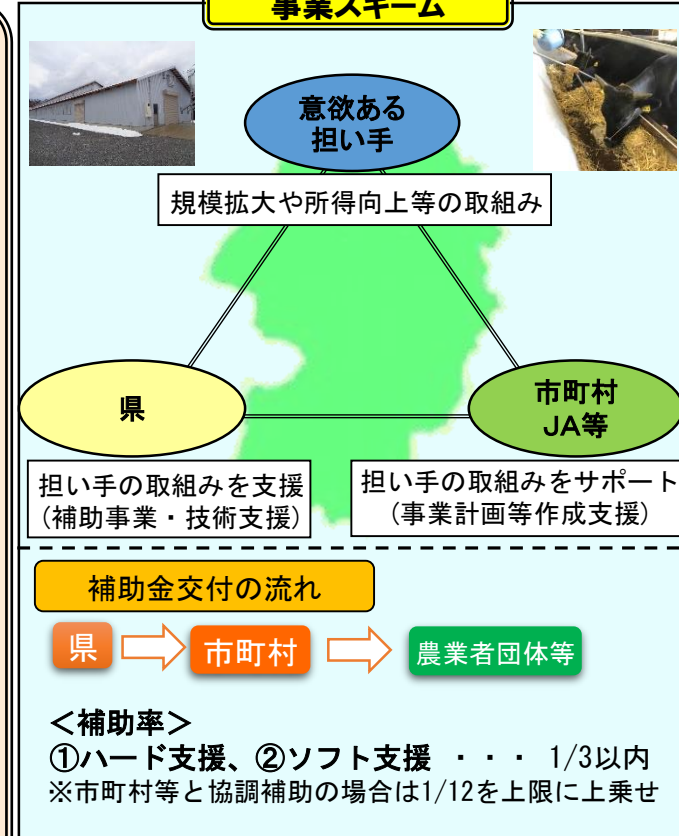 事業スキーム
意欲ある
担い手
規模拡大や所得向上等の取組み
県
市町村
JA等
担い手の取組みを支援
(補助事業・技術支援)
担い手の取組みをサポート
(事業計画等作成支援)
補助金交付の流れ
県
市町村
農業者団体等
<補助率>
①ハード支援、②ソフト支援 ・・・ 1/3以内
※市町村等と協調補助の場合は1/12を上限に上乗せ